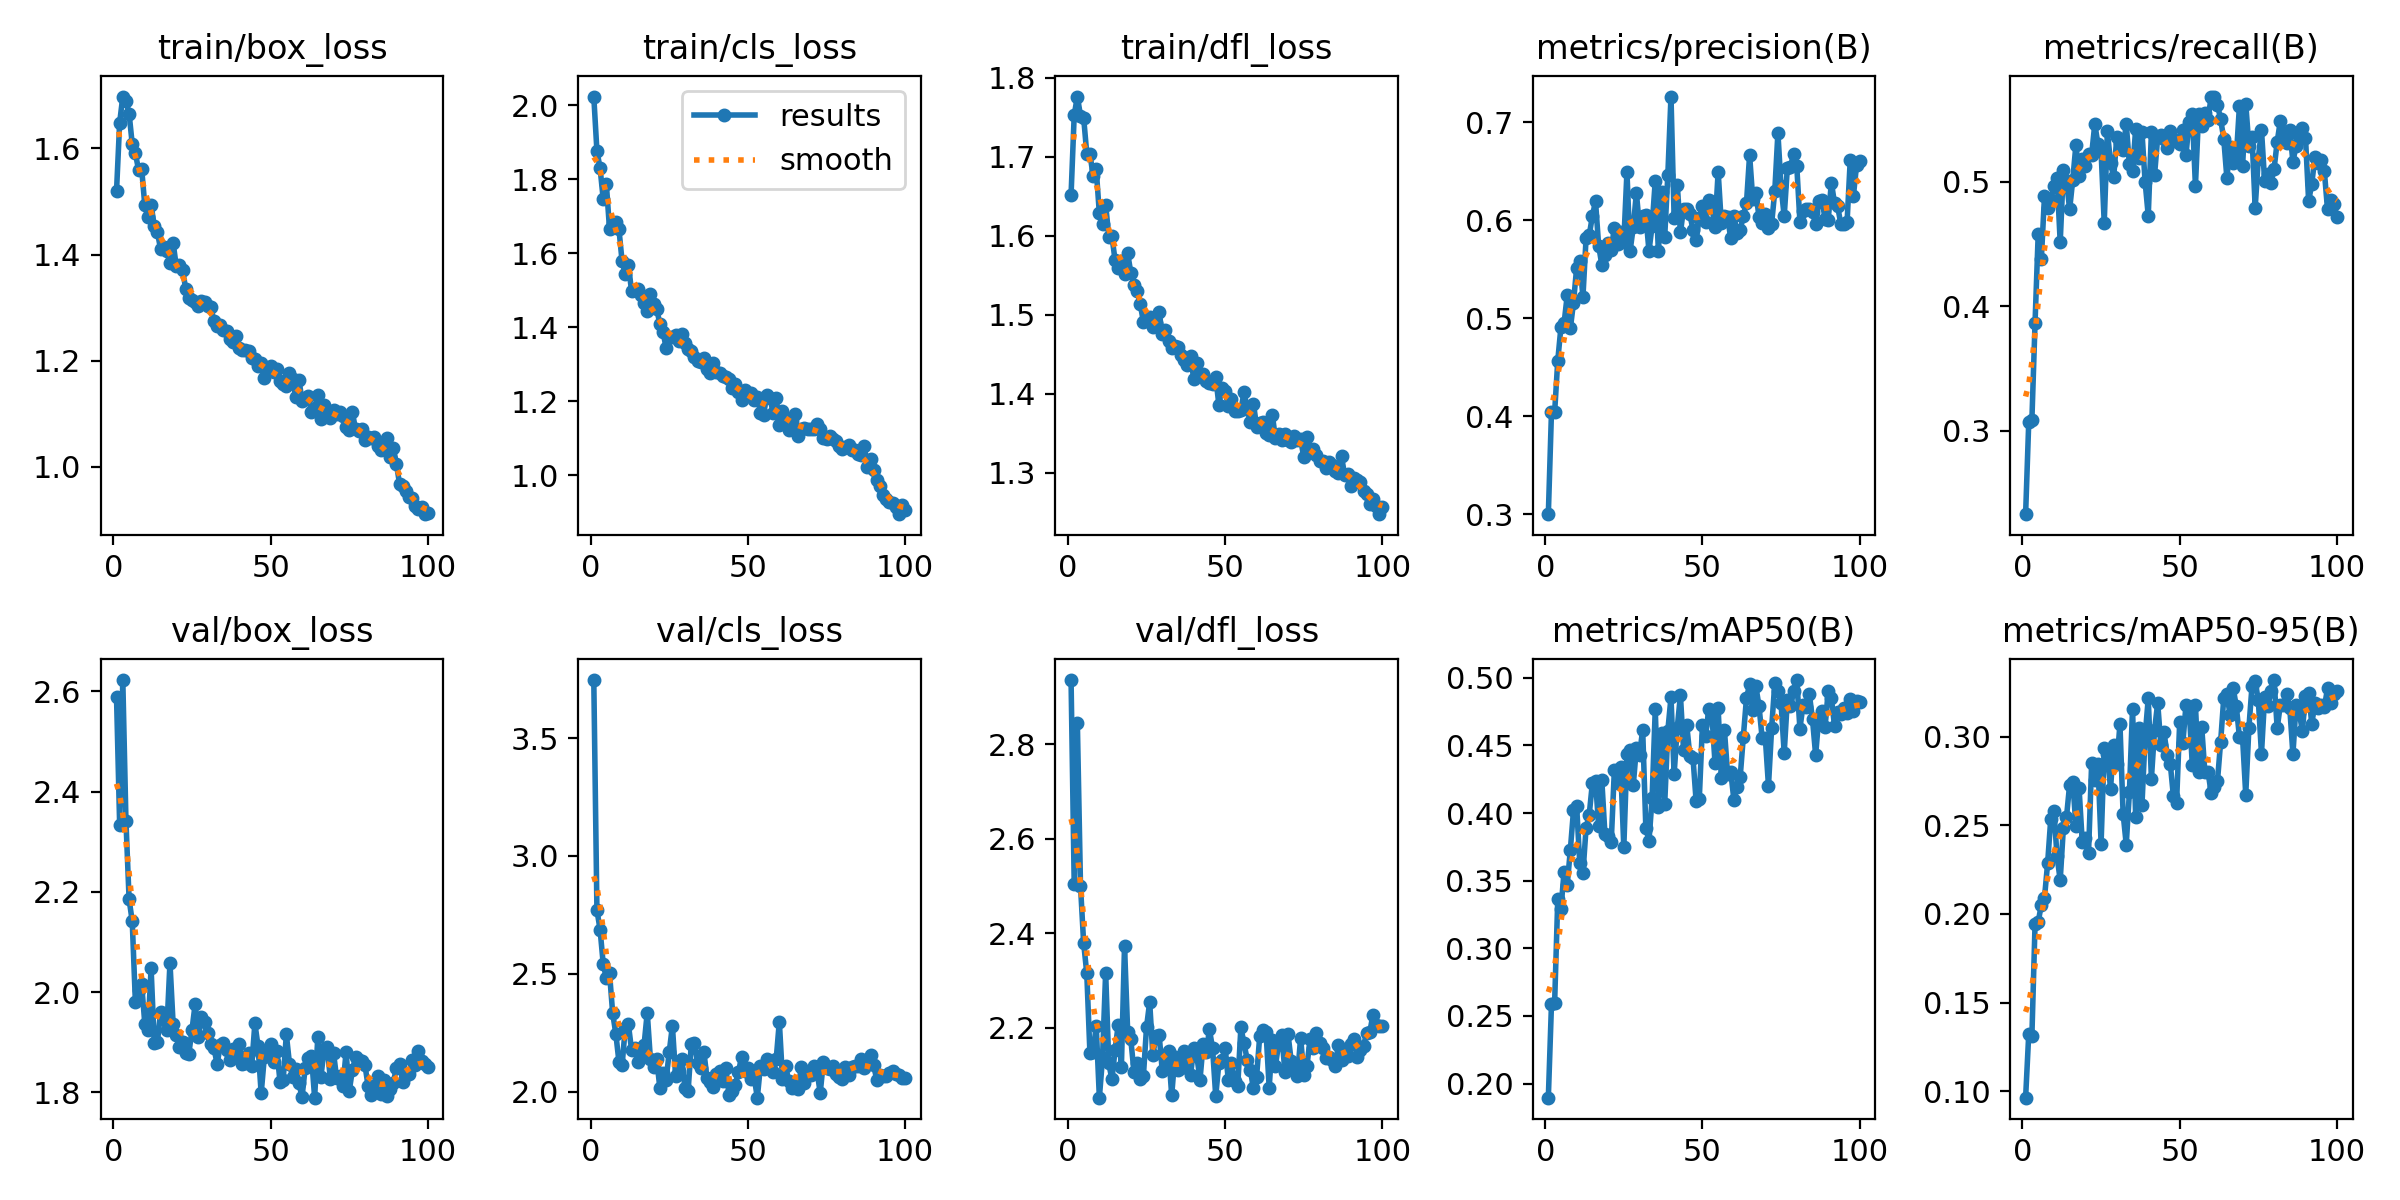 train/box_loss
1.6
1.4
1.2
1.0
0 50 100
train/cls_loss
results
smooth
2.0
1.8
1.6
1.4
1.2
1.0
0 50 100
train/dfl_loss
1.8
1.7
1.6
1.5
1.4
1.3
0 50 100
metrics/precision(B)
0.7
0.6
0.5
0.4
0.3
0 50 100
metrics/recall(B)
0.5
0.4
0.3
0 50 100
val/box_loss
2.6
2.4
2.2
2.0
1.8
0 50 100
val/cls_loss
3.5
3.0
2.5
2.0
0 50 100
val/dfl_loss
2.8
2.6
2.4
2.2
0 50 100
metrics/mAP50(B)
0.50
0.45
0.40
0.35
0.30
0.25
0.20
0 50 100
metrics/mAP50-95(B)
0.30
0.25
0.20
0.15
0.10
0 50 100